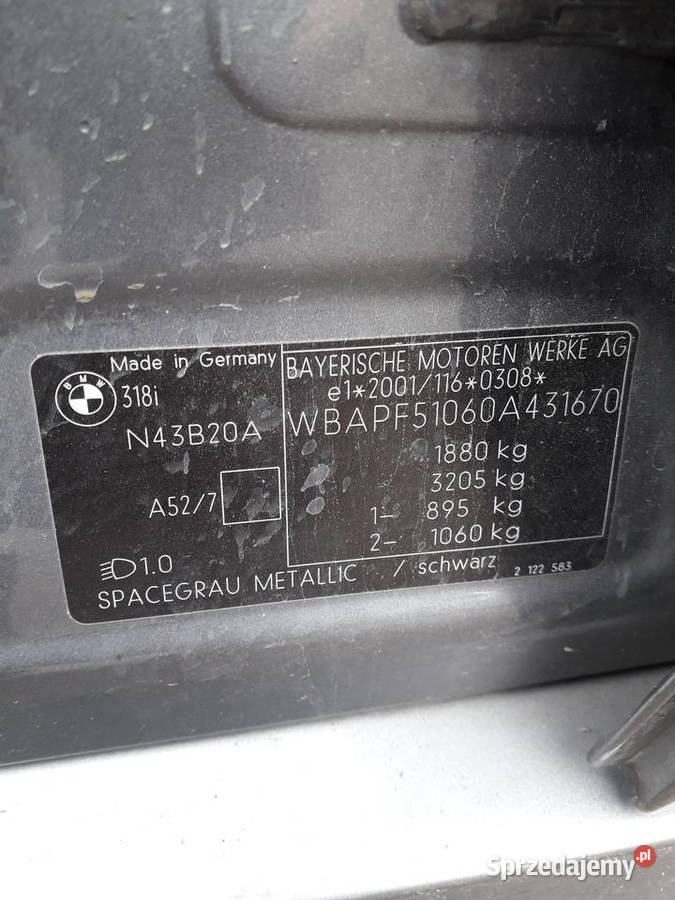 Made in Germany
BMW
318i
N43B20A
A52/7
1.0
SPACEGRAU METALLIC / schwarz 2 122 583
BAYERISCHE MOTOREN WERKE AG
e1*2001/116*0308*
WBAPF51060A431670
1880 kg
3205 kg
1- 895 kg
2- 1060 kg
Sprzedajemy.pl